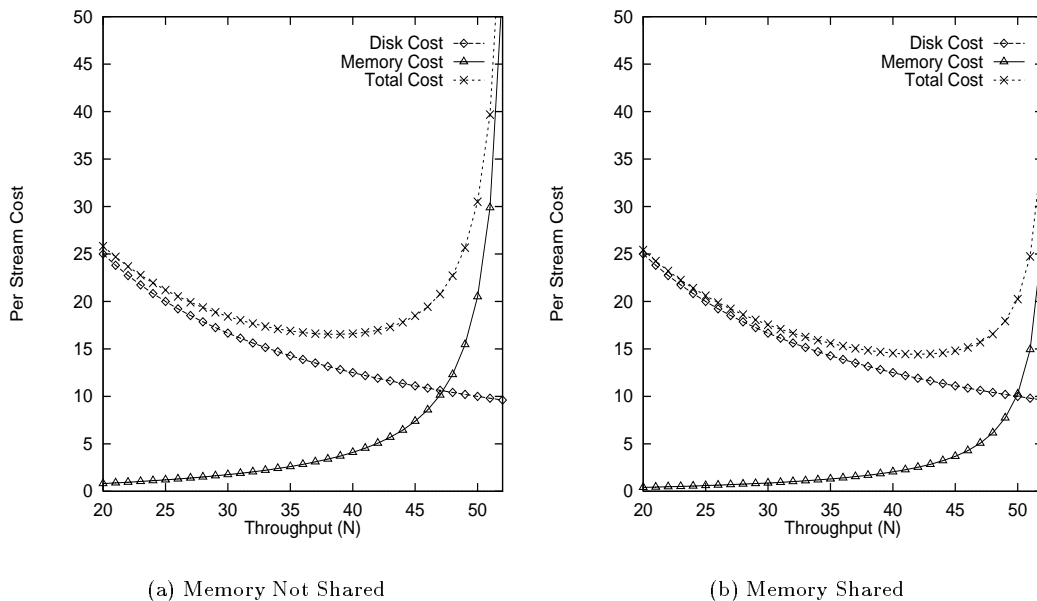 50
45
40
35
30
25
20
15
10
5
0
Per Stream Cost
Disk Cost
Memory Cost
Total Cost
20 25 30 35 40 45 50
Throughput (N)
(a) Memory Not Shared
50
45
40
35
30
25
20
15
10
5
0
Per Stream Cost
Disk Cost
Memory Cost
Total Cost
20 25 30 35 40 45 50
Throughput (N)
(b) Memory Shared